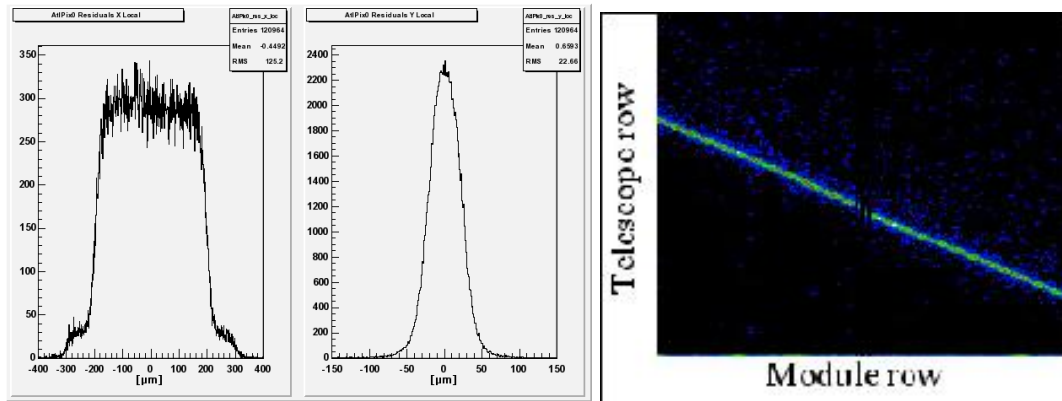 AtlPix0 Residuals X Local
AtlPix0_res_x_loc
Entries 120964
Mean -0.4492
RMS 125.2
350
300
250
200
150
100
50
0
-400 -300 -200 -100 0 100 200 300 400
[µm]
AtlPix0 Residuals Y Local
AtlPix0_res_y_loc
Entries 120964
Mean 0.6593
RMS 22.66
2400
2200
2000
1800
1600
1400
1200
1000
800
600
400
200
0
-150 -100 -50 0 50 100 150
[µm]
Telescope row
Module row